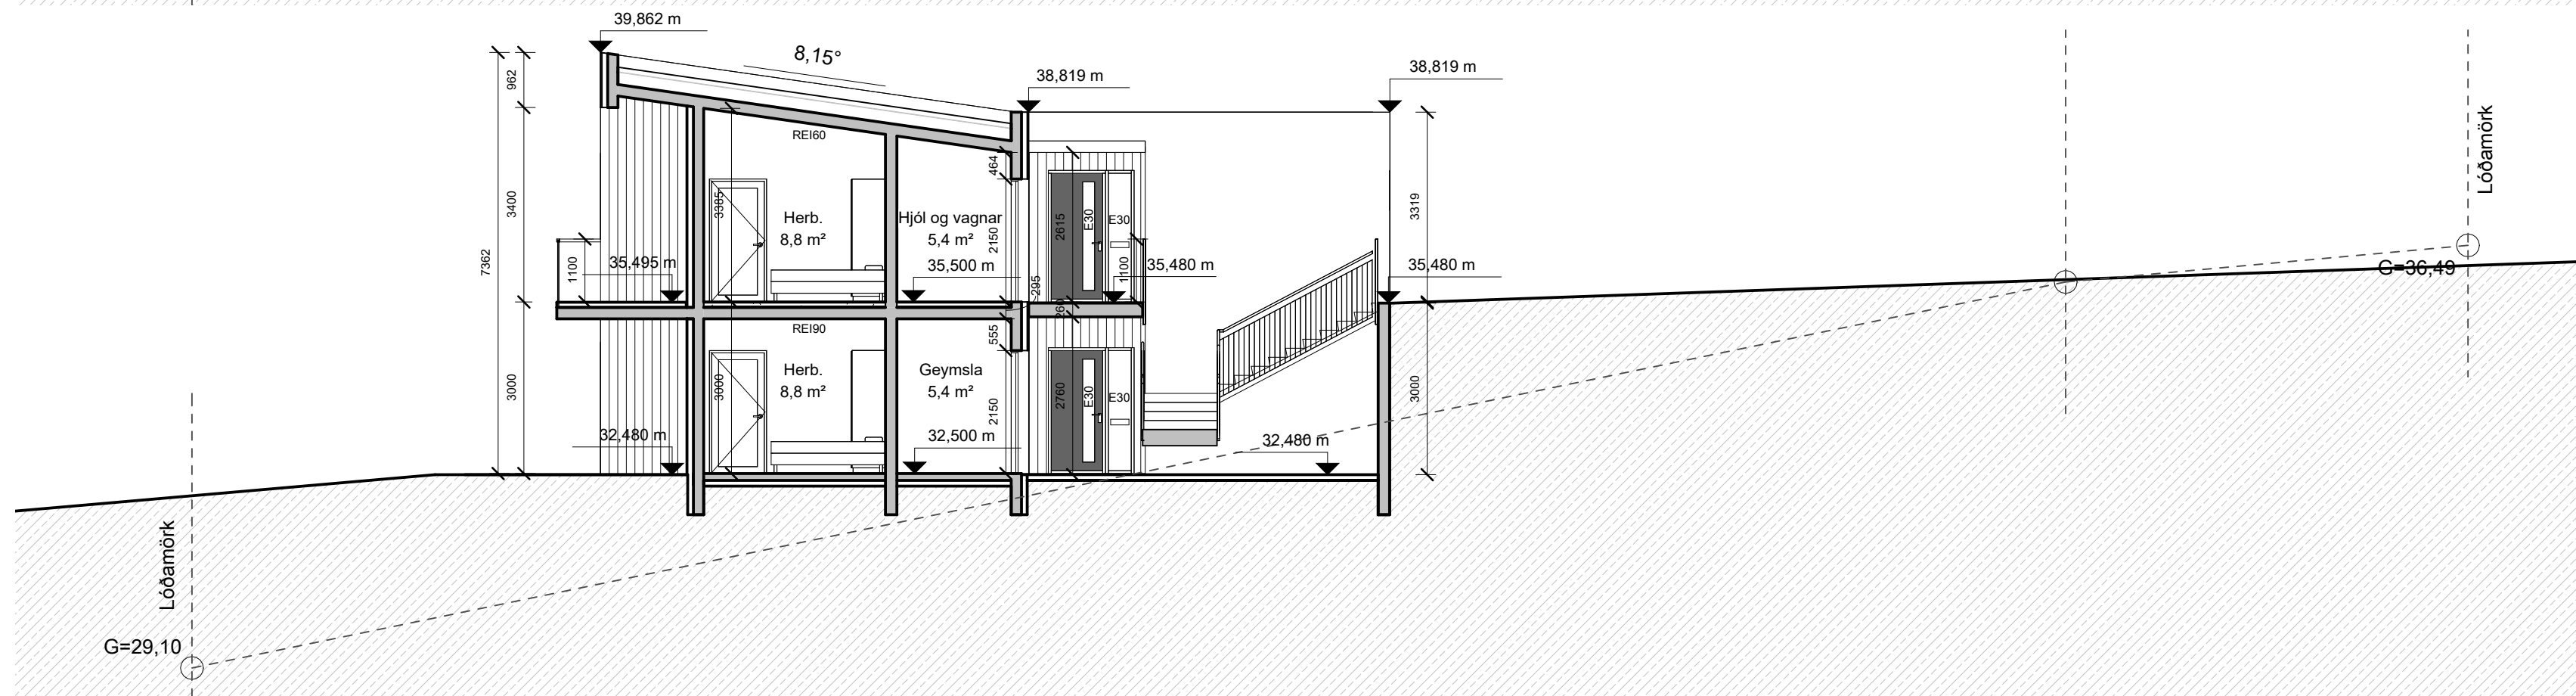 39,862 m
8,15°
38,819 m
38,819 m
962
REI60
Lóðamörk
464
3400
3385
Herb.
8,8 m²
Hjól og vagnar
5,4 m²
2150
2615
E30
E30
3319
7362
1100
35,495 m
35,500 m
295
1100
35,480 m
35,480 m
G=36,49
260
REI90
555
3000
3000
Herb.
8,8 m²
Geymsla
5,4 m²
2150
2760
E30
E30
3000
32,480 m
32,500 m
32,480 m
Lóðamörk
G=29,10